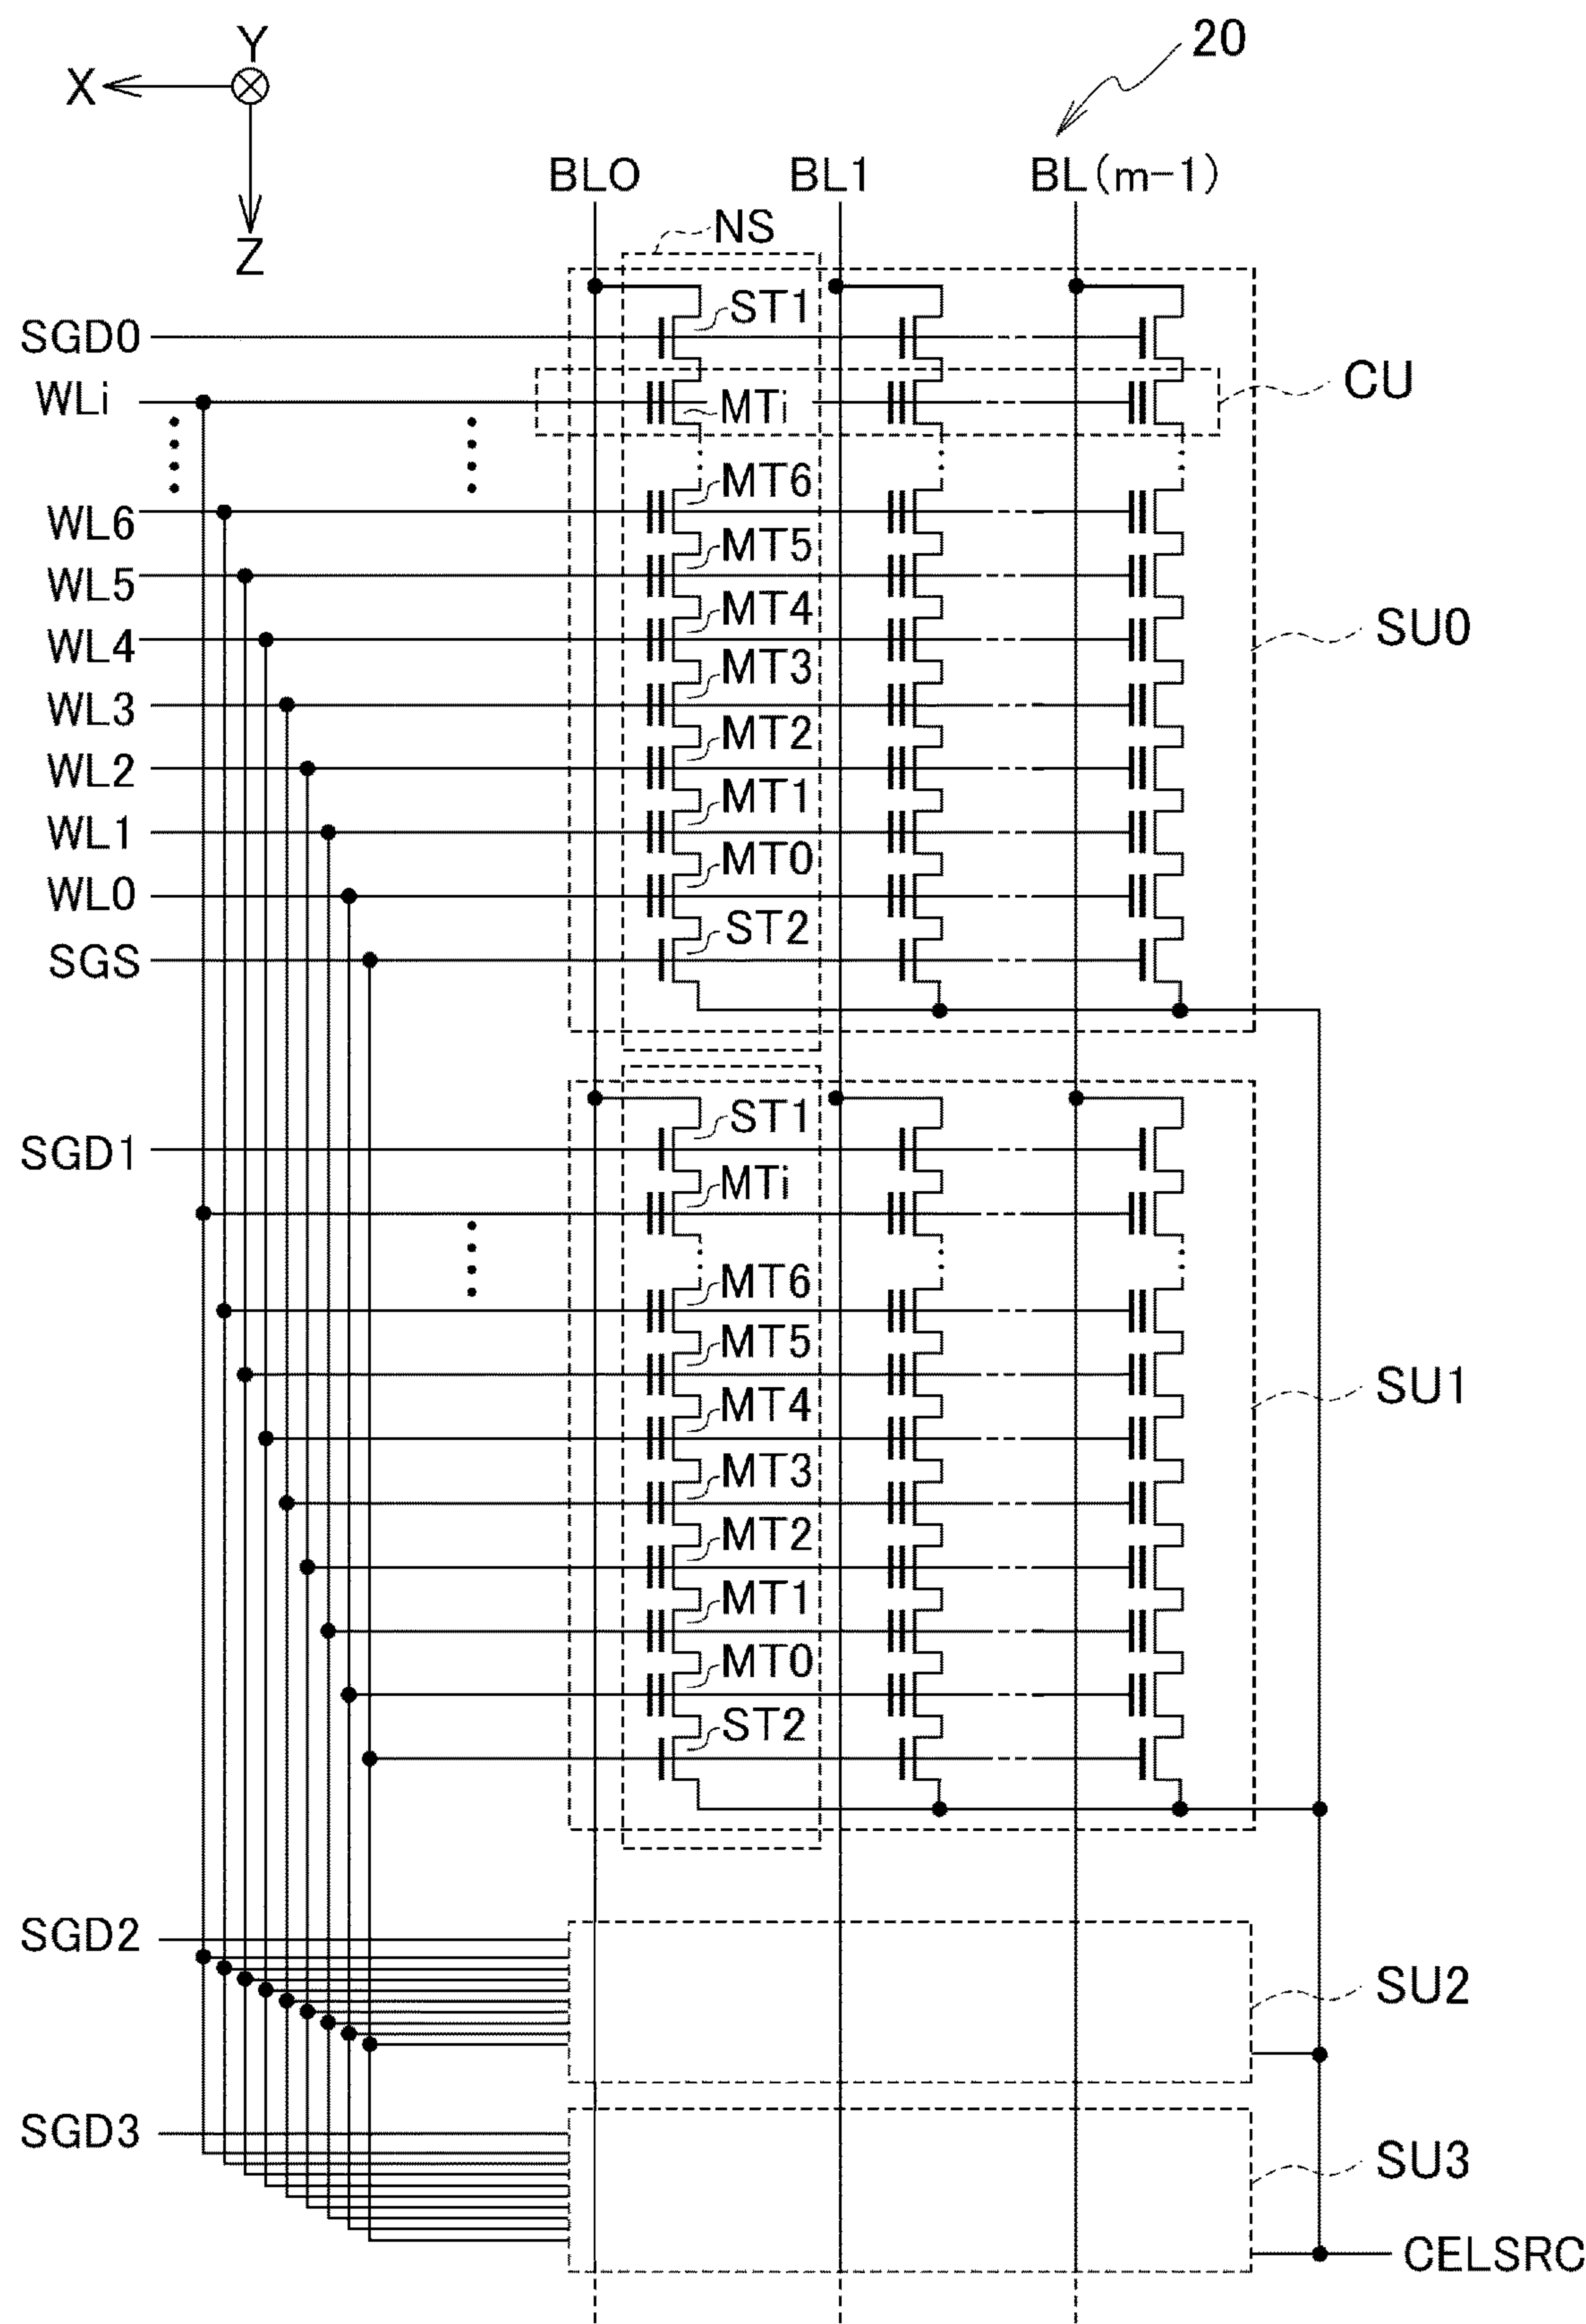 Y
X
Z
20
BL0 BL1 BL(m-1)
NS
ST1
SGD0
CU
WLi
MTi
MT6
WL6
MT5
WL5
MT4
SU0
WL4
MT3
WL3
MT2
WL2
MT1
WL1
MT0
WL0
ST2
SGS
ST1
SGD1
MTi
MT6
MT5
SU1
MT4
MT3
MT2
MT1
MT0
ST2
SGD2
SU2
SGD3
SU3
CELSRC